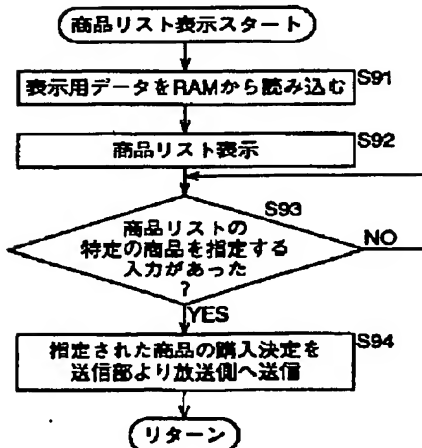 商品リスト表示スタート
S91
表示用データをRAMから読み込む
S92
商品リスト表示
S93
商品リストの
特定の商品を指定する
入力があった
?
NO
YES
S94
指定された商品の購入決定を
送信部より放送側へ送信
リターン